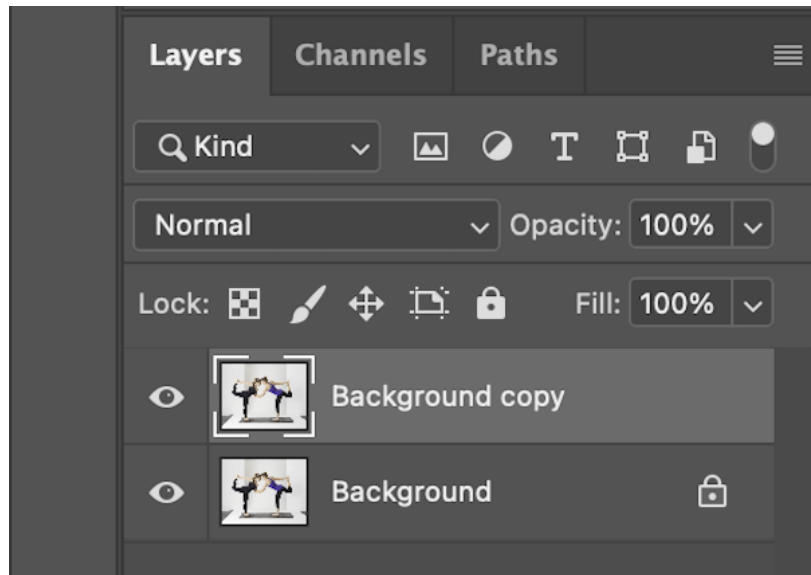 Layers Channels Paths
Kind
Normal Opacity: 100%
Lock: Fill: 100%
Background copy
Background